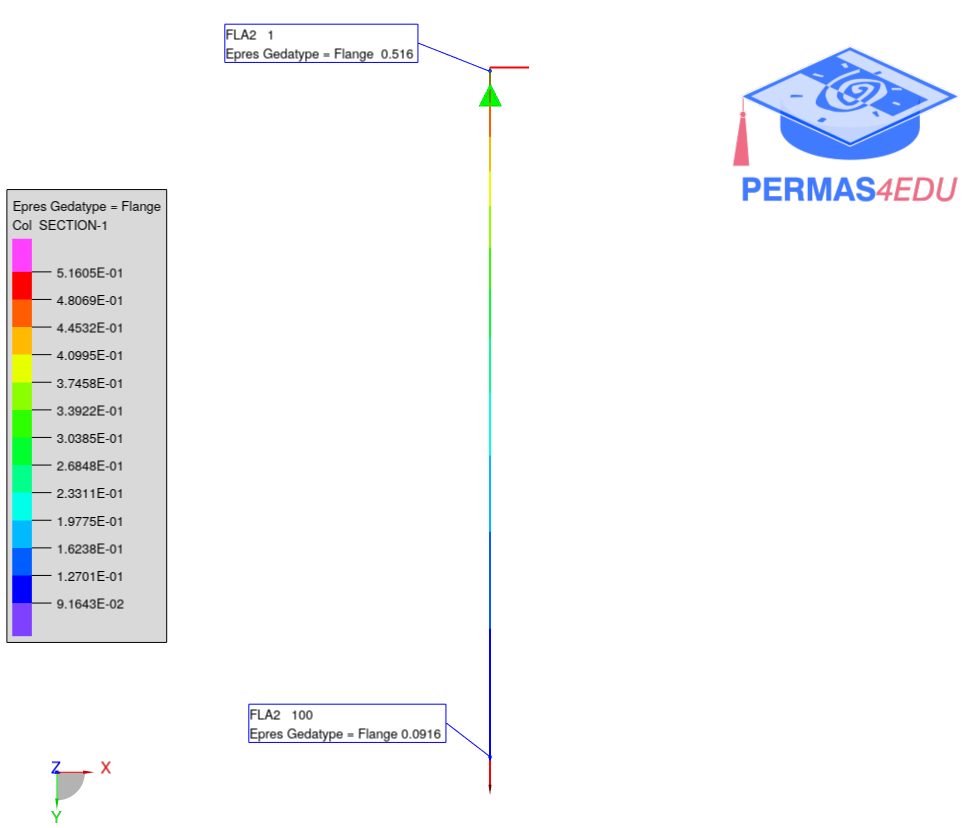 FLA2 1
Epres Gedatype = Flange 0.516
PERMAS4EDU
Epres Gedatype = Flange
Col SECTION-1
5.1605E-01
4.8069E-01
4.4532E-01
4.0995E-01
3.7458E-01
3.3922E-01
3.0385E-01
2.6848E-01
2.3311E-01
1.9775E-01
1.6238E-01
1.2701E-01
9.1643E-02
FLA2 100
Epres Gedatype = Flange 0.0916
Z X
Y